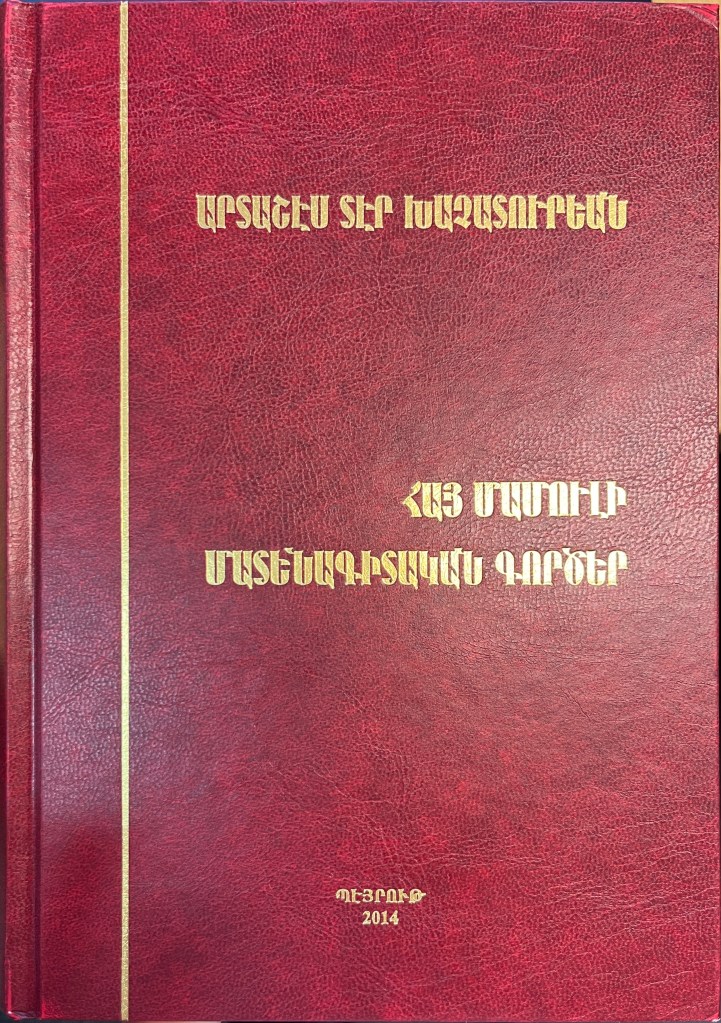 ԱՐՏԱՇԷՍ ՏԷՐ ԽԱՉԱՏՈՒՐԵԱՆ
ՀԱՅ ՄԱՄՈՒԼԻ
ՄԱՏԵՆԱԳԻՏԱԿԱՆ ԳՈՐԾԵՐ
ՊԷՅՐՈՒԹ
2014